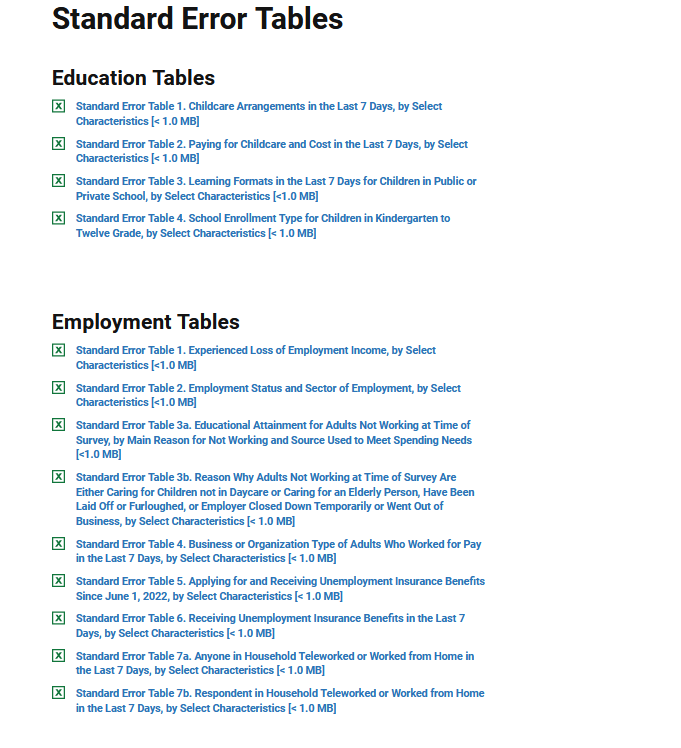 Standard Error Tables
Education Tables
Standard Error Table 1. Childcare Arrangements in the Last 7 Days, by Select
Characteristics [< 1.0 MB]
Standard Error Table 2. Paying for Childcare and Cost in the Last 7 Days, by Select
Characteristics [< 1.0 MB]
Standard Error Table 3. Learning Formats in the Last 7 Days for Children in Public or
Private School, by Select Characteristics [<1.0 MB]
Standard Error Table 4. School Enrollment Type for Children in Kindergarten to
Twelve Grade, by Select Characteristics [< 1.0 MB]
Employment Tables
Standard Error Table 1. Experienced Loss of Employment Income, by Select
Characteristics [<1.0 MB]
Standard Error Table 2. Employment Status and Sector of Employment, by Select
Characteristics [<1.0 MB]
Standard Error Table 3a. Educational Attainment for Adults Not Working at Time of
Survey, by Main Reason for Not Working and Source Used to Meet Spending Needs
[<1.0 MB]
Standard Error Table 3b. Reason Why Adults Not Working at Time of Survey Are
Either Caring for Children not in Daycare or Caring for an Elderly Person, Have Been
Laid Off or Furloughed, or Employer Closed Down Temporarily or Went Out of
Business, by Select Characteristics [< 1.0 MB]
Standard Error Table 4. Business or Organization Type of Adults Who Worked for Pay
in the Last 7 Days, by Select Characteristics [< 1.0 MB]
Standard Error Table 5. Applying for and Receiving Unemployment Insurance Benefits
Since June 1, 2022, by Select Characteristics [< 1.0 MB]
Standard Error Table 6. Receiving Unemployment Insurance Benefits in the Last 7
Days, by Select Characteristics [< 1.0 MB]
Standard Error Table 7a. Anyone in Household Teleworked or Worked from Home in
the Last 7 Days, by Select Characteristics [< 1.0 MB]
Standard Error Table 7b. Respondent in Household Teleworked or Worked from Home
in the Last 7 Days, by Select Characteristics [< 1.0 MB]